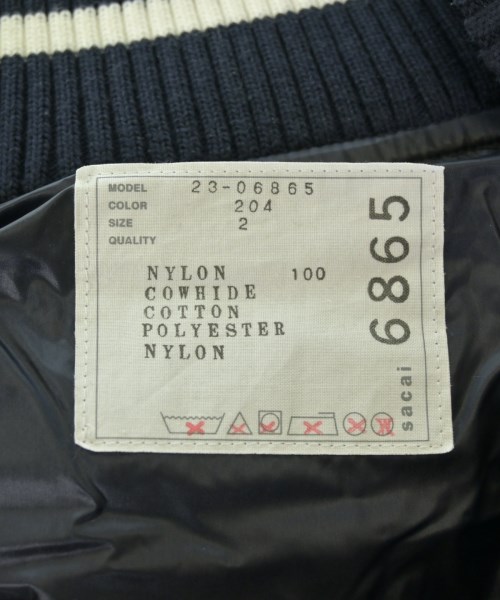 MODEL 23-06865
COLOR 204
SIZE 2
QUALITY
NYLON 100
COWHIDE
COTTON
POLYESTER
NYLON
sacai 6865